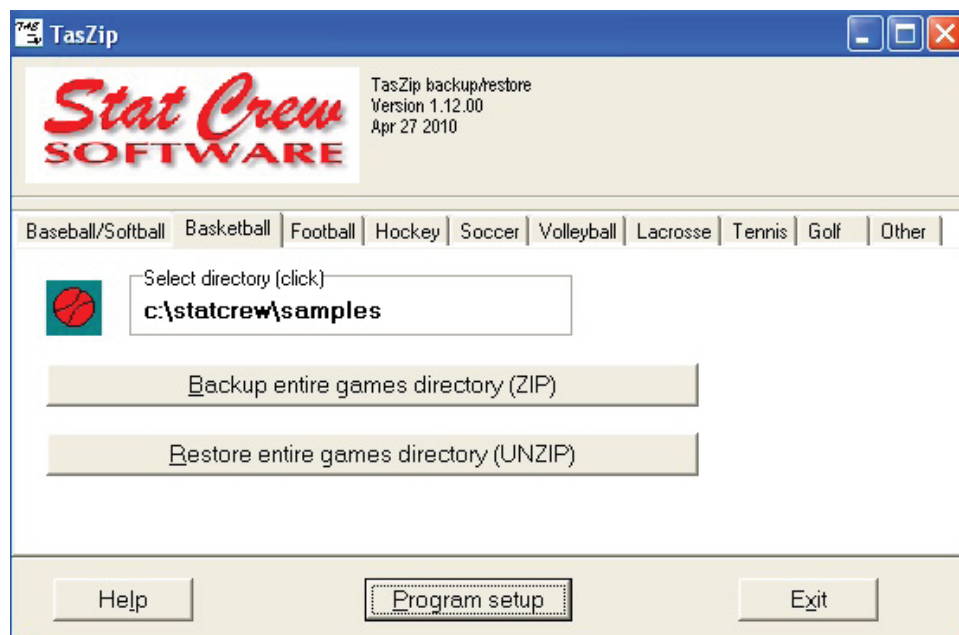 TAS
Zip
TasZip
Stat Crew
SOFTWARE
TasZip backup/restore
Version 1.12.00
Apr 27 2010
Baseball/Softball Basketball Football Hockey Soccer Volleyball Lacrosse Tennis Golf Other
Select directory (click)
c:\statcrew\samples
Backup entire games directory (ZIP)
Restore entire games directory (UNZIP)
Help Program setup Exit